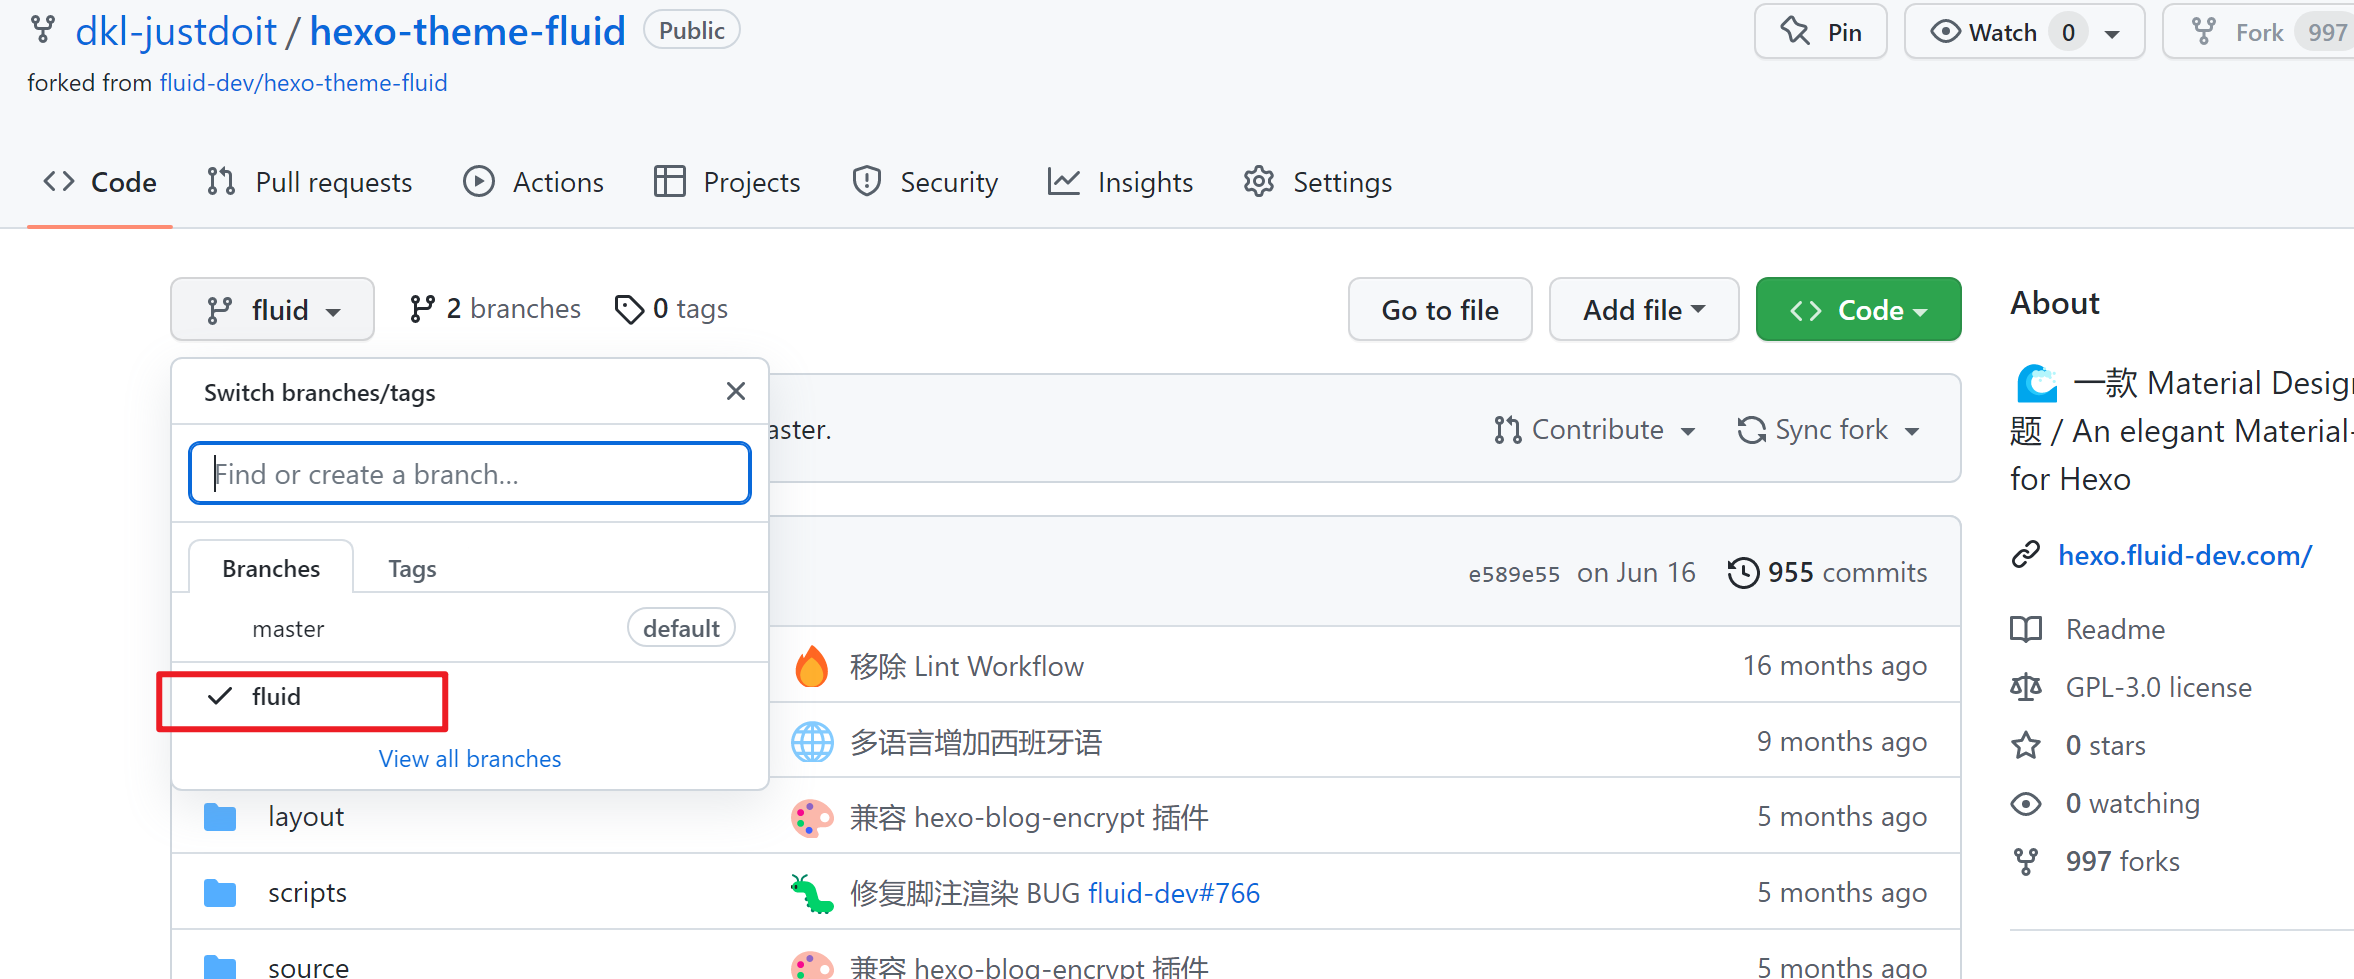 dkl-justdoit / hexo-theme-fluid Public
Pin
Watch 0
Fork 997
forked from fluid-dev/hexo-theme-fluid
Code
Pull requests
Actions
Projects
Security
Insights
Settings
fluid
2 branches
0 tags
Go to file
Add file
Code
Switch branches/tags
Find or create a branch...
Branches
Tags
master
default
fluid
View all branches
aster.
Contribute
Sync fork
e589e55 on Jun 16
955 commits
移除 Lint Workflow
16 months ago
多语言增加西班牙语
9 months ago
layout
兼容 hexo-blog-encrypt 插件
5 months ago
scripts
修复脚注渲染 BUG fluid-dev#766
5 months ago
source
兼容 hexo-blog-encrypt 插件
5 months ago
About
一款 Material Design
题 / An elegant Material-
for Hexo
hexo.fluid-dev.com/
Readme
GPL-3.0 license
0 stars
0 watching
997 forks